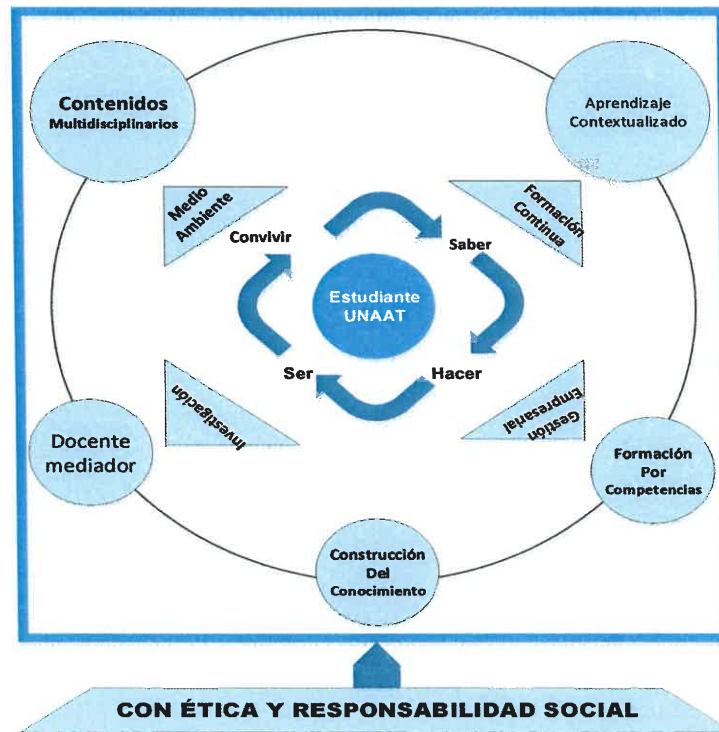 Contenidos
Multidisciplinarios
Aprendizaje
Contextualizado
Medio
Ambiente
Formación
Continua
Convivir
Saber
Estudiante
UNAAT
Ser
Hacer
Investigación
Gestión
Empresarial
Docente
mediador
Formación
Por
Competencias
Construcción
Del
Conocimiento
CON ÉTICA Y RESPONSABILIDAD SOCIAL